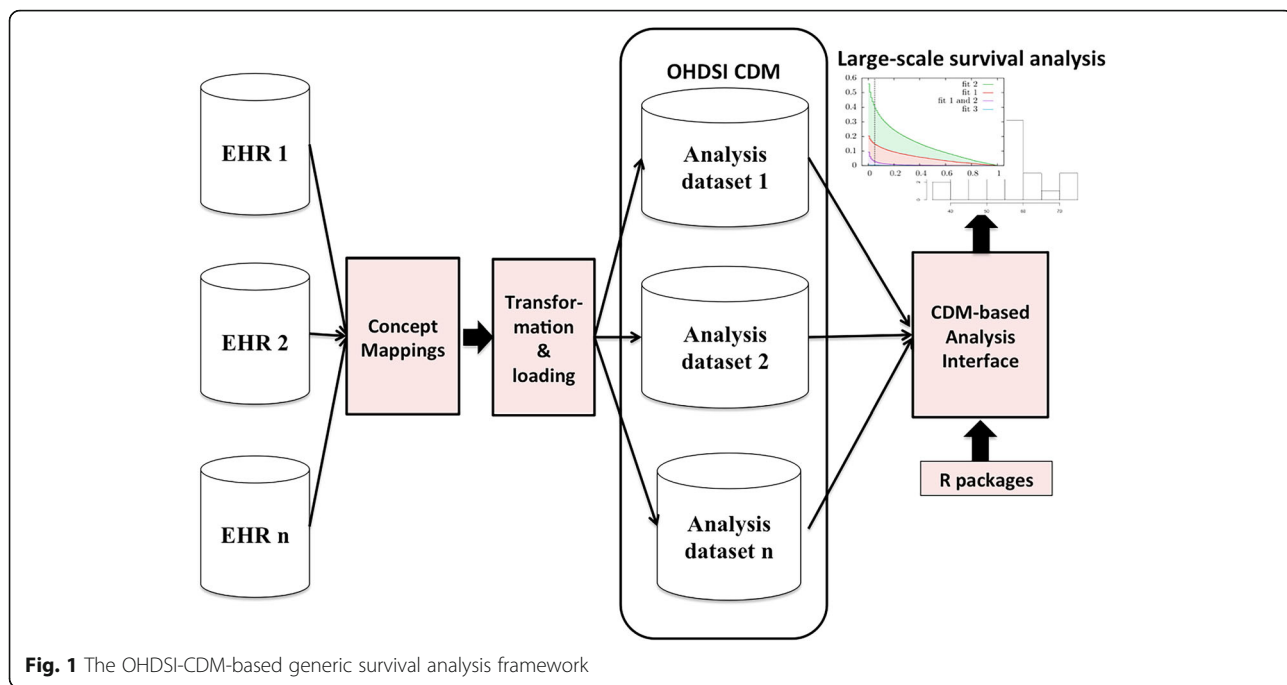 EHR 1
EHR 2
EHR n
Concept
Mappings
Transfor-
mation
&
loading
OHDSI CDM
Analysis
dataset 1
Analysis
dataset 2
Analysis
dataset n
Large-scale survival analysis
0.6
0.5
0.4
0.3
0.2
0.1
0
fit 2
fit 1
fit 1 and 2
fit 3
0 0.2 0.4 0.6 0.8 1
40 50 60 70
CDM-based
Analysis
Interface
R packages
Fig. 1 The OHDSI-CDM-based generic survival analysis framework